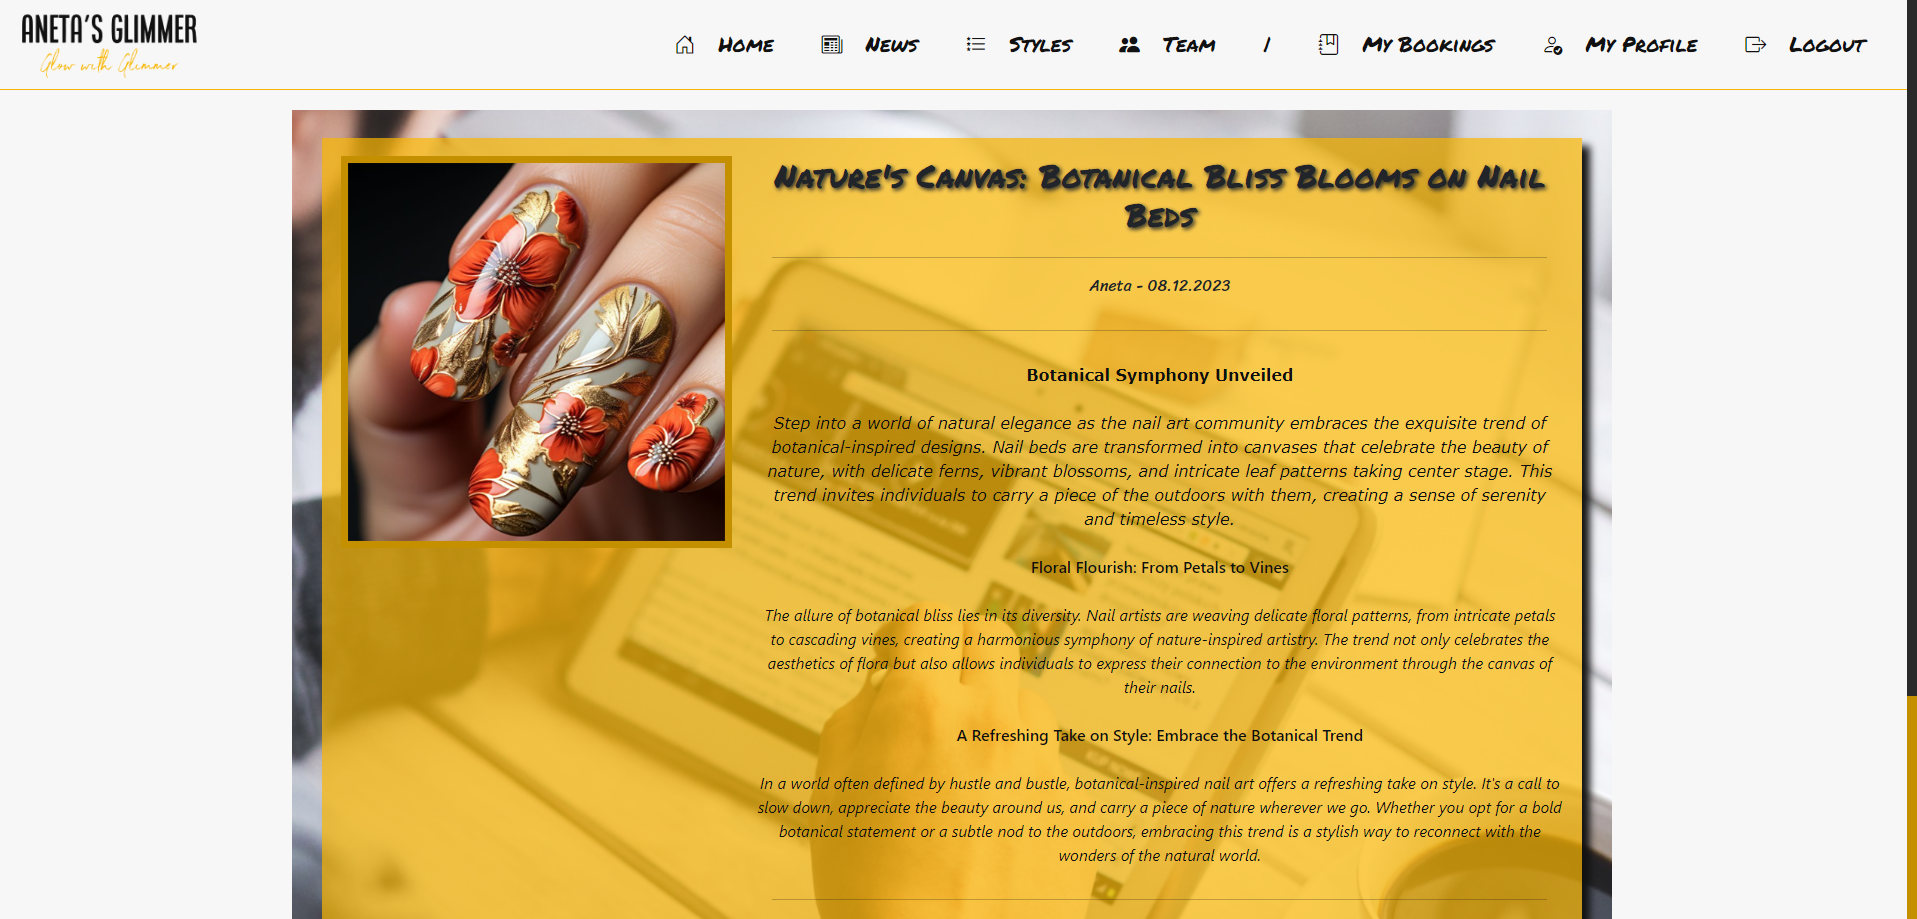 ANETA'S GLIMMER
Glow with Glimmer
Home
News
Styles
Team
/
My Bookings
My Profile
Logout
Nature's Canvas: Botanical Bliss Blooms on Nail
Beds
Aneta - 08.12.2023
Botanical Symphony Unveiled
Step into a world of natural elegance as the nail art community embraces the exquisite trend of
botanical-inspired designs. Nail beds are transformed into canvases that celebrate the beauty of
nature, with delicate ferns, vibrant blossoms, and intricate leaf patterns taking center stage. This
trend invites individuals to carry a piece of the outdoors with them, creating a sense of serenity
and timeless style.
Floral Flourish: From Petals to Vines
The allure of botanical bliss lies in its diversity. Nail artists are weaving delicate floral patterns, from intricate petals
to cascading vines, creating a harmonious symphony of nature-inspired artistry. The trend not only celebrates the
aesthetics of flora but also allows individuals to express their connection to the environment through the canvas of
their nails.
A Refreshing Take on Style: Embrace the Botanical Trend
In a world often defined by hustle and bustle, botanical-inspired nail art offers a refreshing take on style. It's a call to
slow down, appreciate the beauty around us, and carry a piece of nature wherever we go. Whether you opt for a bold
botanical statement or a subtle nod to the outdoors, embracing this trend is a stylish way to reconnect with the
wonders of the natural world.